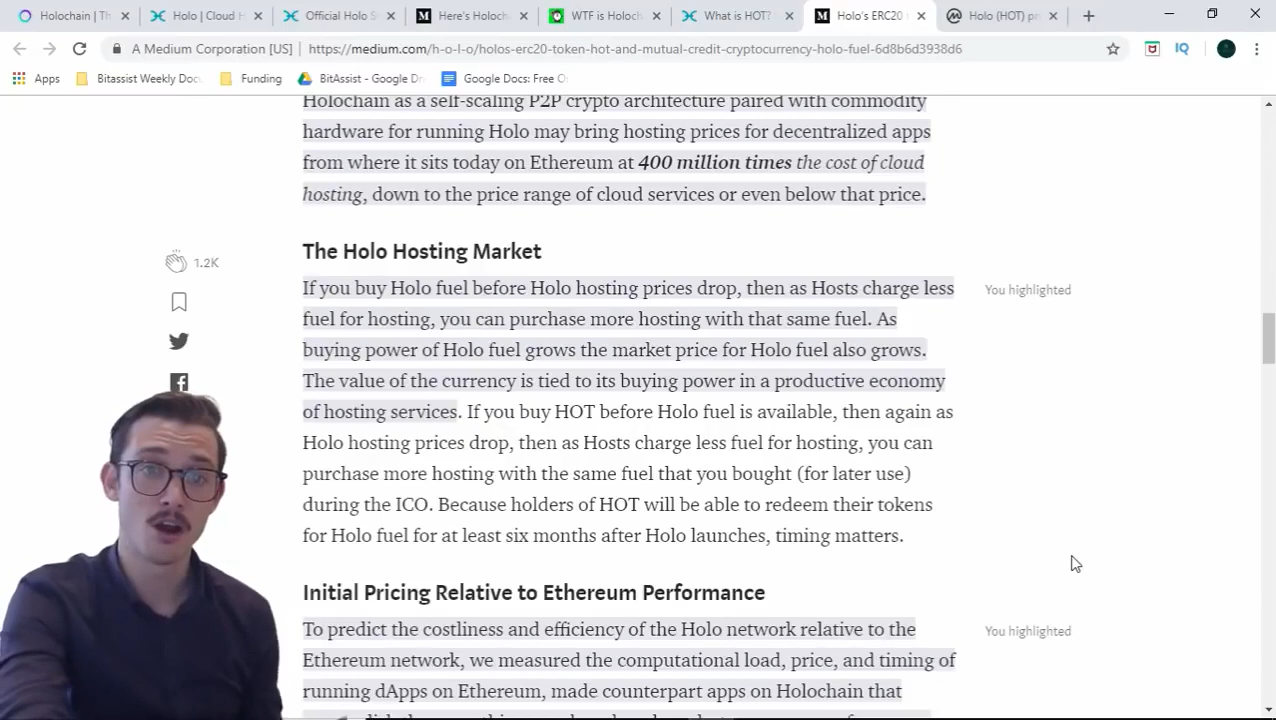 Holochain | Th
Holo | Cloud H
Official Holo S
Here's Holoch
WTF is Holoch
What is HOT?
Holo's ERC20
Holo (HOT) pr
A Medium Corporation [US] | https://medium.com/h-o-l-o/holos-erc20-token-hot-and-mutual-credit-cryptocurrency-holo-fuel-6d8b6d3938d6
IQ
Apps
Bitassist Weekly Doc
Funding
BitAssist - Google Dr
Google Docs: Free O
Holochain as a self-scaling P2P crypto architecture paired with commodity
hardware for running Holo may bring hosting prices for decentralized apps
from where it sits today on Ethereum at 400 million times the cost of cloud
hosting, down to the price range of cloud services or even below that price.
The Holo Hosting Market
1.2K
If you buy Holo fuel before Holo hosting prices drop, then as Hosts charge less
You highlighted
fuel for hosting, you can purchase more hosting with that same fuel. As
buying power of Holo fuel grows the market price for Holo fuel also grows.
The value of the currency is tied to its buying power in a productive economy
of hosting services. If you buy HOT before Holo fuel is available, then again as
Holo hosting prices drop, then as Hosts charge less fuel for hosting, you can
purchase more hosting with the same fuel that you bought (for later use)
during the ICO. Because holders of HOT will be able to redeem their tokens
for Holo fuel for at least six months after Holo launches, timing matters.
Initial Pricing Relative to Ethereum Performance
To predict the costliness and efficiency of the Holo network relative to the
You highlighted
Ethereum network, we measured the computational load, price, and timing of
running dApps on Ethereum, made counterpart apps on Holochain that